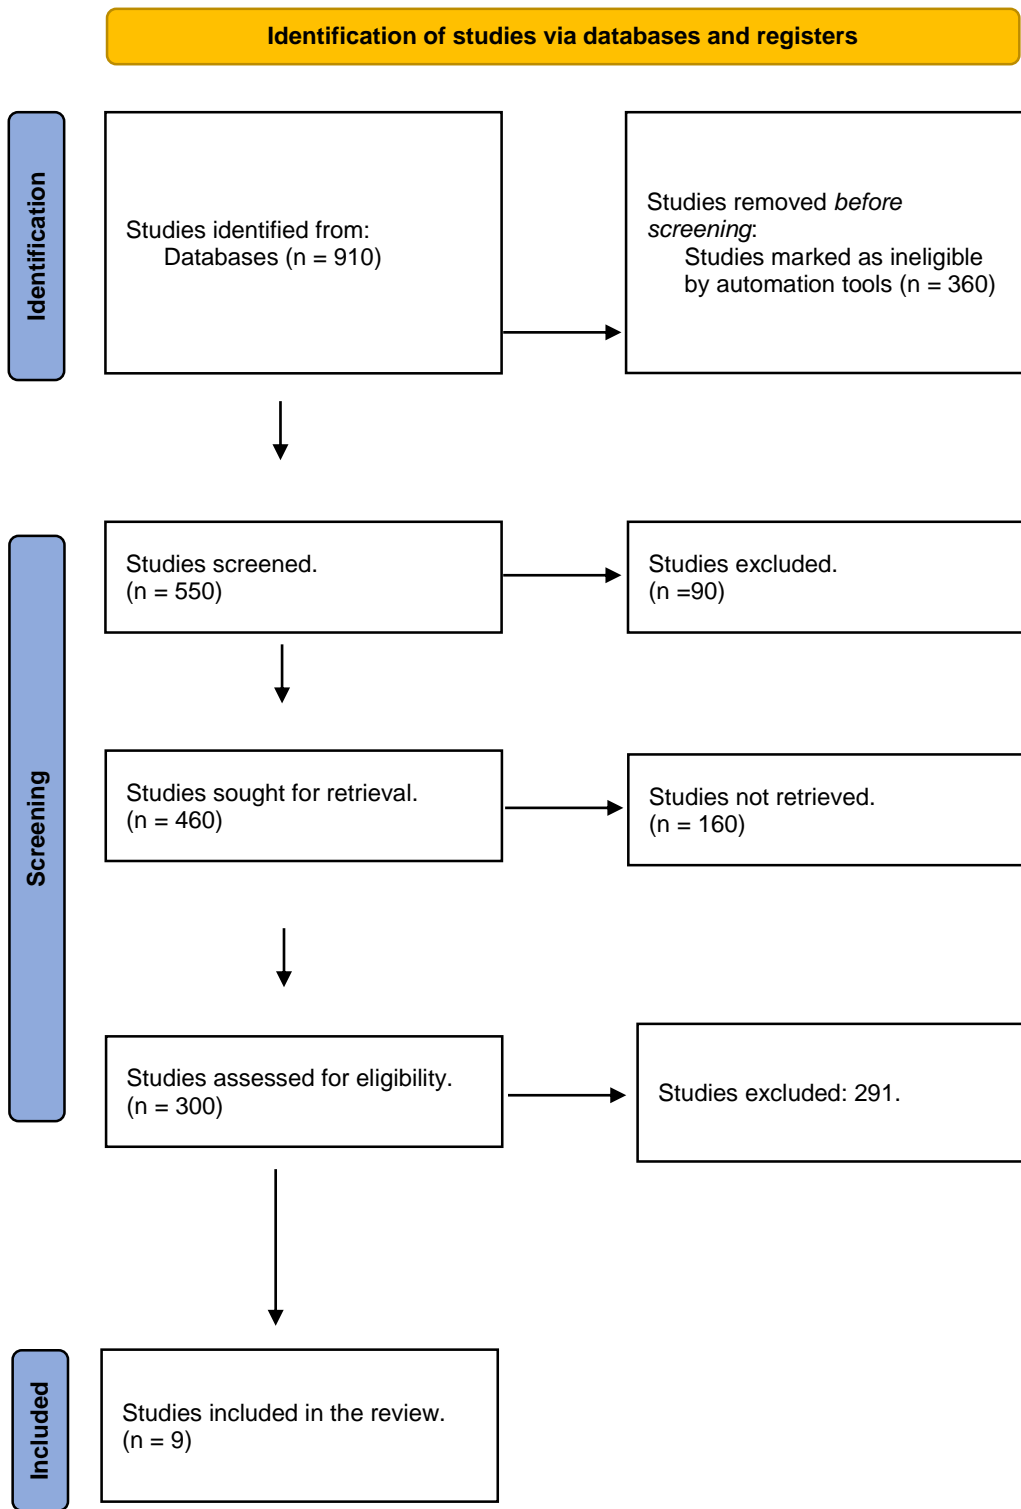 Identification of studies via databases and registers
Identification
Studies identified from:
Databases (n = 910)
Studies removed before
screening:
Studies marked as ineligible
by automation tools (n = 360)
Screening
Studies screened.
(n = 550)
Studies excluded.
(n =90)
Studies sought for retrieval.
(n = 460)
Studies not retrieved.
(n = 160)
Studies assessed for eligibility.
(n = 300)
Studies excluded: 291.
Included
Studies included in the review.
(n = 9)